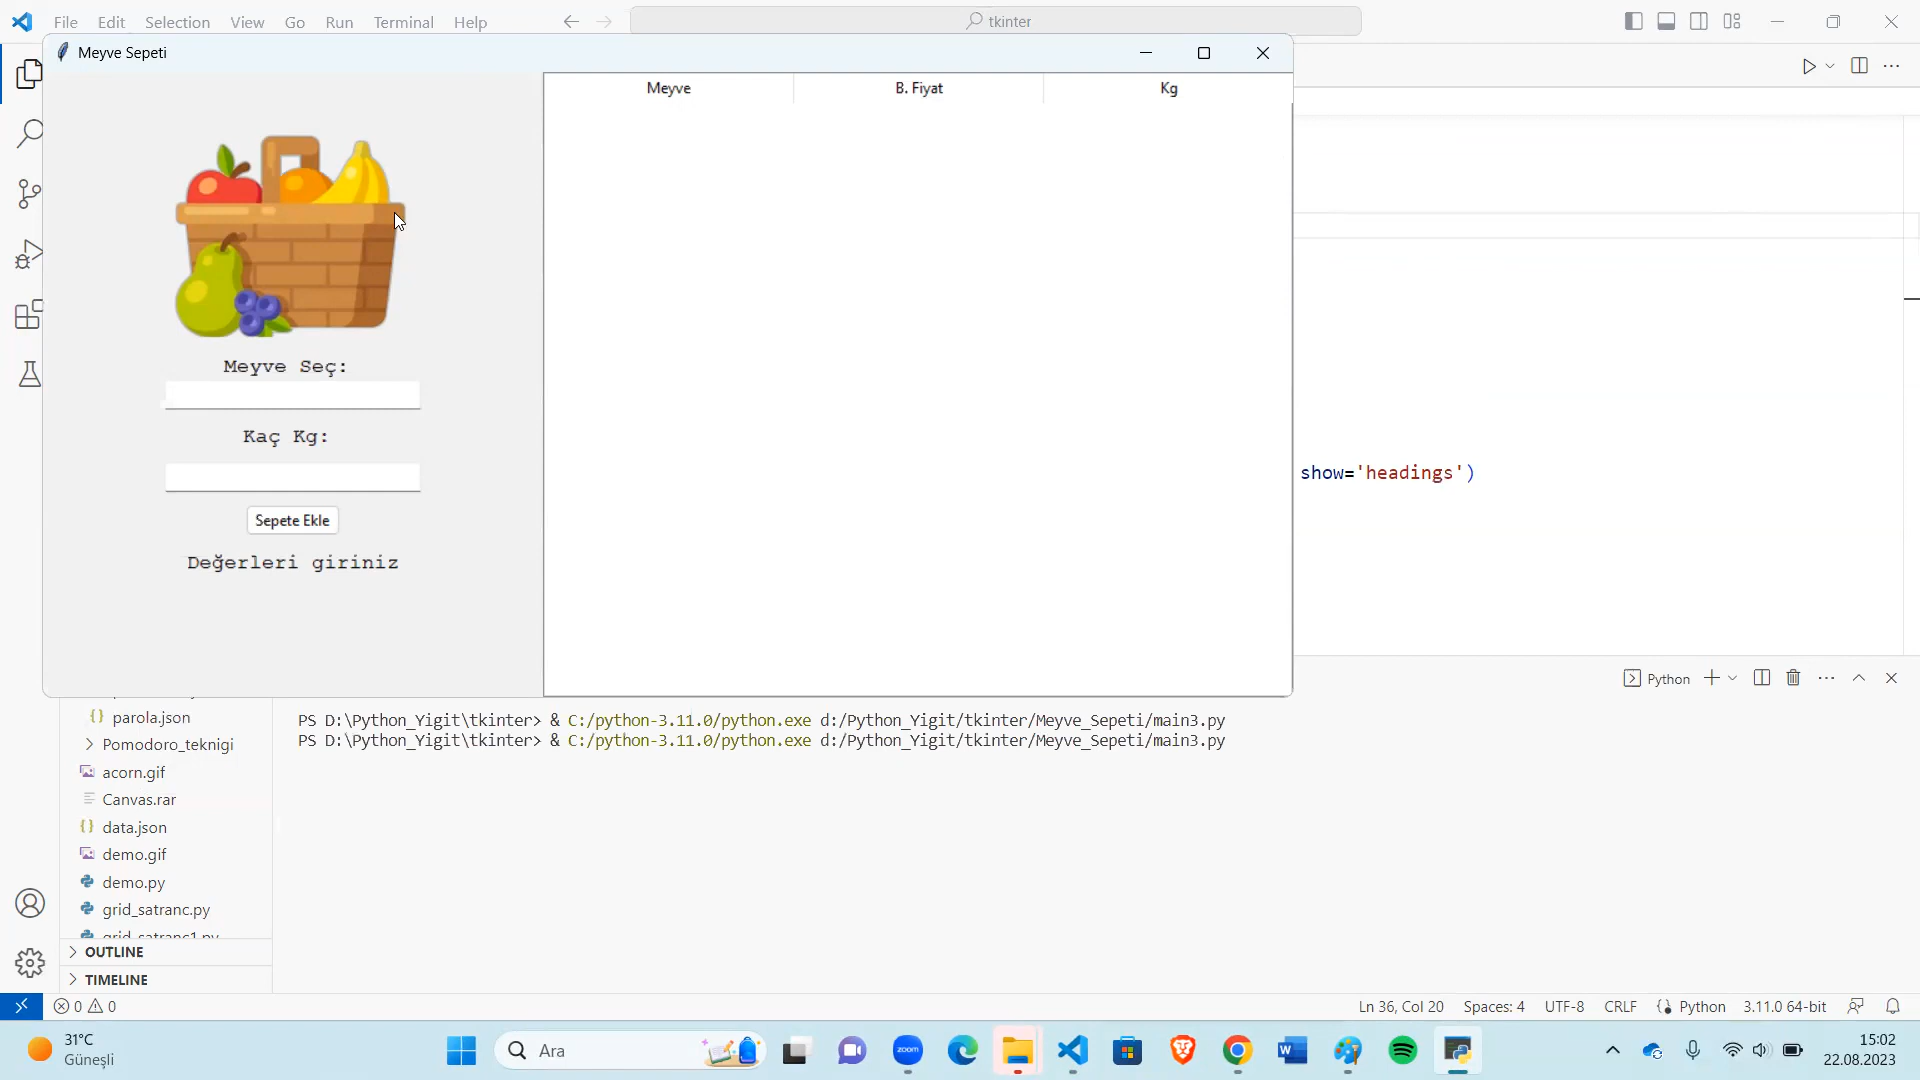 File Edit Selection View Go Run Terminal Help
tkinter
Meyve Sepeti
Meyve B. Fiyat Kg
Meyve Seç:
Kaç Kg:
Sepete Ekle
Değerleri giriniz
show='headings')
Python
parola.json
Pomodoro_teknigi
acorn.gif
Canvas.rar
data.json
demo.gif
demo.py
grid_satranc.py
grid_satranc1.py
OUTLINE
TIMELINE
PS D:\Python_Yigit\tkinter> & C:/python-3.11.0/python.exe d:/Python_Yigit/tkinter/Meyve_Sepeti/main3.py
PS D:\Python_Yigit\tkinter> & C:/python-3.11.0/python.exe d:/Python_Yigit/tkinter/Meyve_Sepeti/main3.py
0 0
Ln 36, Col 20 Spaces: 4 UTF-8 CRLF Python 3.11.0 64-bit
31°C
Güneşli
Ara
zoom
15:02
22.08.2023